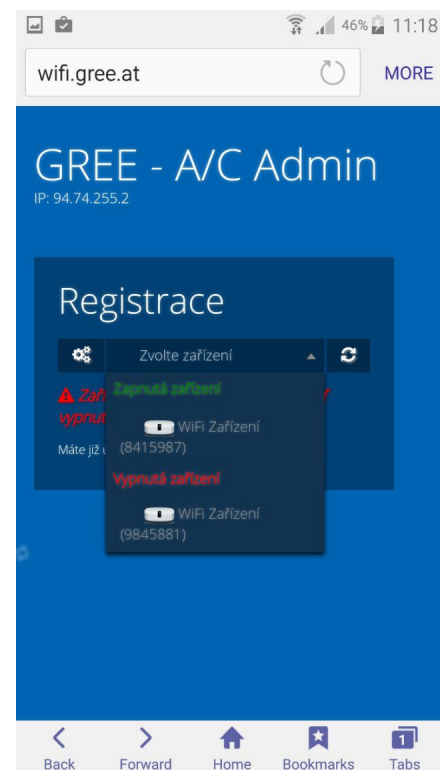 46% 11:18
wifi.gree.at MORE
GREE - A/C Admin
IP: 94.74.255.2
Registrace
Zvolte zařízení
Zapnutá zařízení
WiFi Zařízení
(8415987)
Vypnutá zařízení
WiFi Zařízení
(9845881)
Máte již
Back Forward Home Bookmarks 1 Tabs